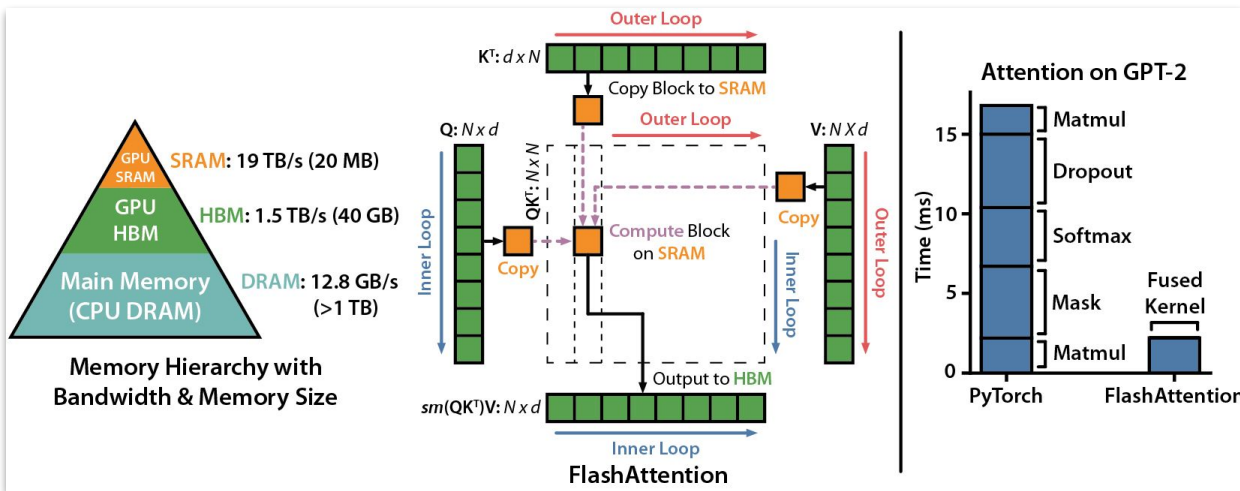 GPU
SRAM
SRAM: 19 TB/s (20 MB)
GPU
HBM
HBM: 1.5 TB/s (40 GB)
Main Memory
(CPU DRAM)
DRAM: 12.8 GB/s
(>1 TB)
Memory Hierarchy with
Bandwidth & Memory Size
Outer Loop
Kᵀ: d x N
Copy Block to SRAM
Outer Loop
Q: N x d
V: N X d
QKᵀ: N x N
Inner Loop
Copy
Compute Block
on SRAM
Copy
Inner Loop
Outer Loop
Output to HBM
sm(QKᵀ)V: N x d
Inner Loop
FlashAttention
Attention on GPT-2
Time (ms)
15
10
5
0
Matmul
Dropout
Softmax
Mask
Matmul
Fused
Kernel
PyTorch
FlashAttention